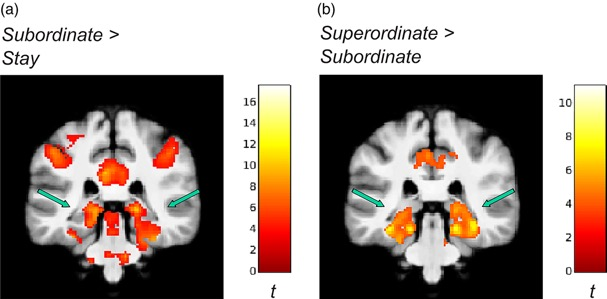 (a)
Subordinate >
Stay
16
14
12
10
8
6
4
2
0
t
(b)
Superordinate >
Subordinate
10
8
6
4
2
0
t